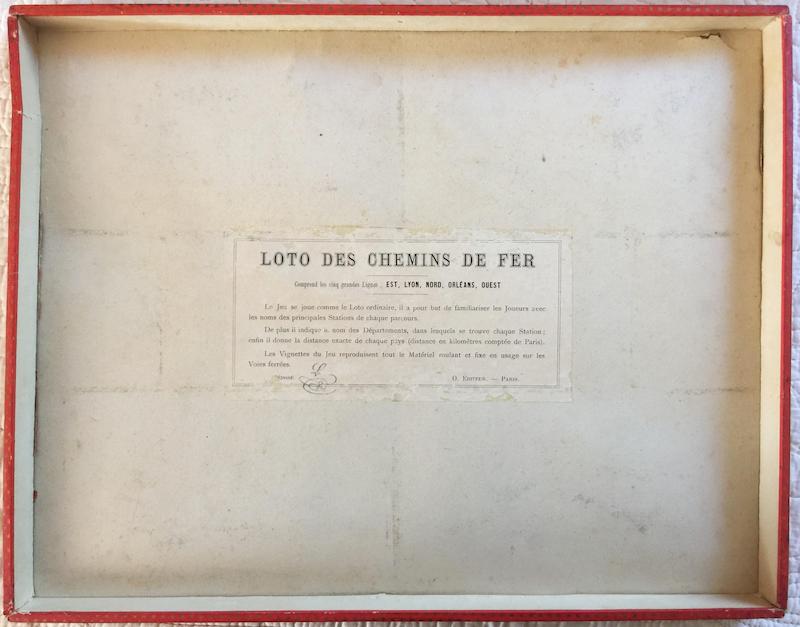 LOTO DES CHEMINS DE FER
Comprend les cinq grandes Lignes : EST, LYON, NORD, ORLÉANS, OUEST
Le Jeu se joue comme le Loto ordinaire, il a pour but de familiariser les Joueurs avec
les noms des principales Stations de chaque parcours.
De plus il indique le nom des Départements, dans lesquels se trouve chaque Station ;
enfin il donne la distance exacte de chaque pays (distance en kilomètres comptée de Paris).
Les Vignettes du Jeu reproduisent tout le Matériel roulant et fixe en usage sur les
Voies ferrées.
O. EDITEUR. — PARIS.